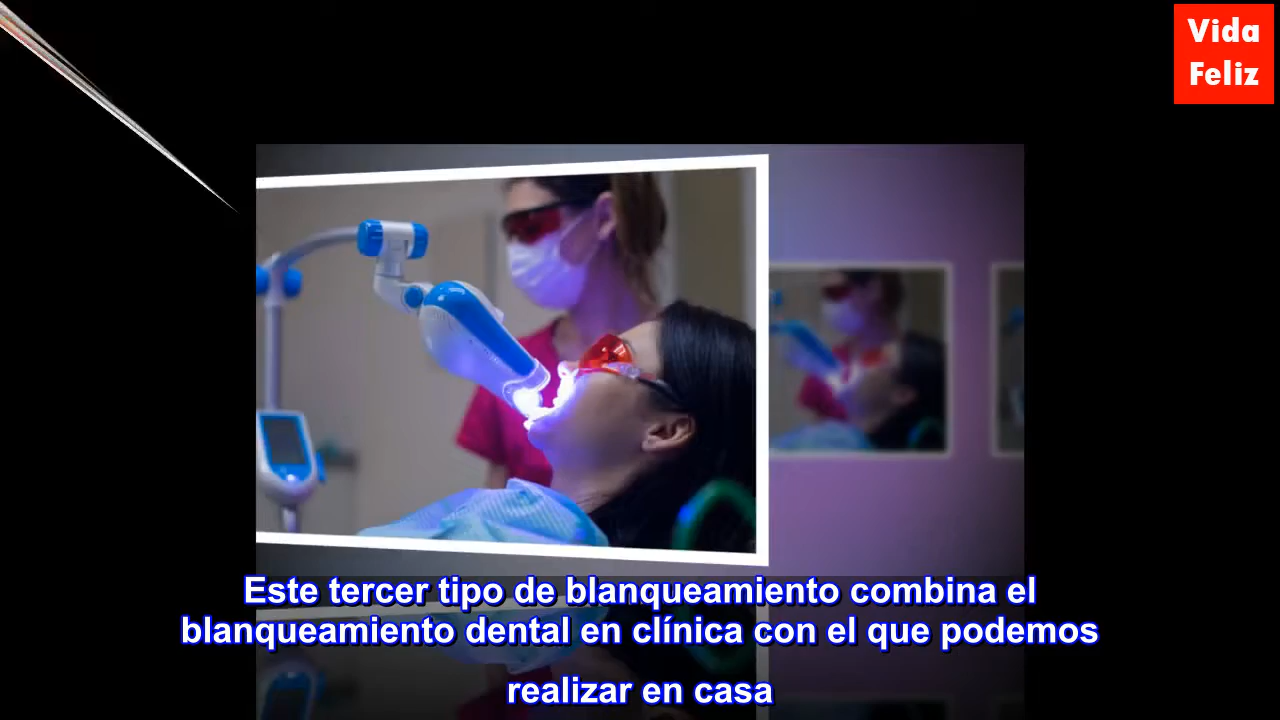 Vida
Feliz
Este tercer tipo de blanqueamiento combina el
blanqueamiento dental en clínica con el que podemos
realizar en casa